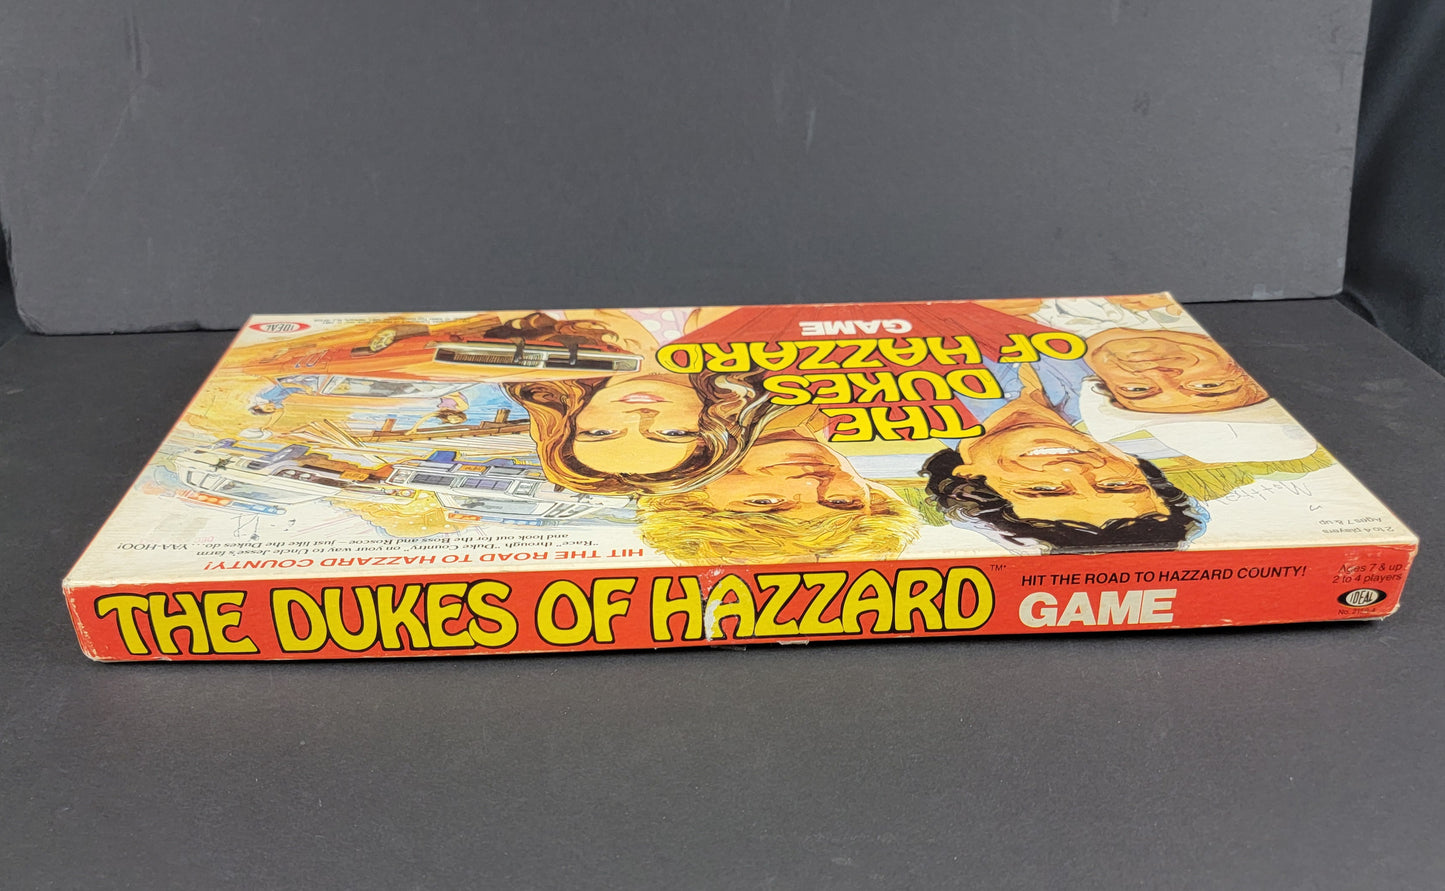 IDEAL
GAME
THE
DUKES
OF HAZZARD
HIT THE ROAD TO HAZZARD COUNTY!
"Race" through "Duke Country" on your way to Uncle Jesse's farm
and look out for the Boss and Roscoe – just like the Dukes do... YAA-HOO!
2 to 4 players
Ages 7 & up
01
THE DUKES OF HAZZARD™
HIT THE ROAD TO HAZZARD COUNTY!
GAME
Ages 7 & up
2 to 4 players
IDEAL